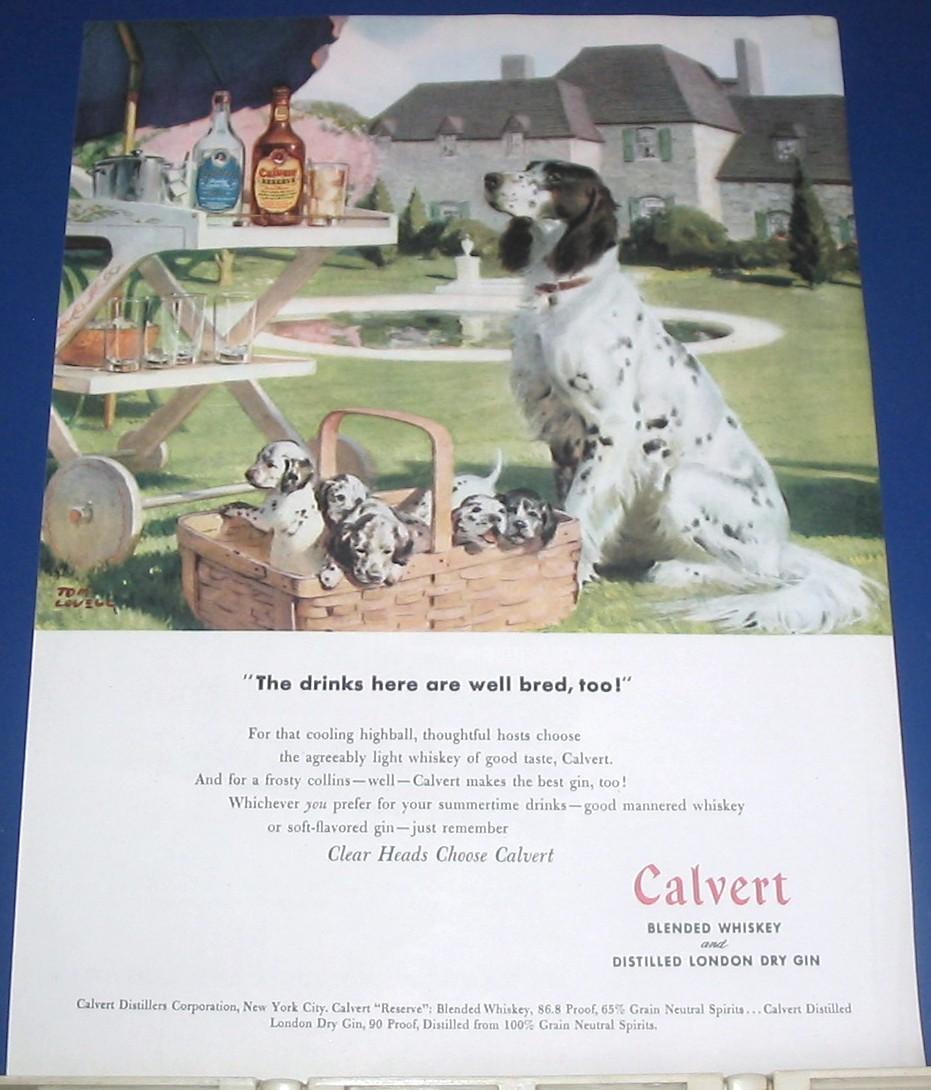 Calvert
RESERVE
TOM
LOVELL
"The drinks here are well bred, too!"
For that cooling highball, thoughtful hosts choose
the agreeably light whiskey of good taste, Calvert.
And for a frosty collins—well—Calvert makes the best gin, too!
Whichever you prefer for your summertime drinks—good mannered whiskey
or soft-flavored gin—just remember
Clear Heads Choose Calvert
Calvert
BLENDED WHISKEY
and
DISTILLED LONDON DRY GIN
Calvert Distillers Corporation, New York City. Calvert "Reserve": Blended Whiskey, 86.8 Proof, 65% Grain Neutral Spirits...Calvert Distilled
London Dry Gin, 90 Proof, Distilled from 100% Grain Neutral Spirits.